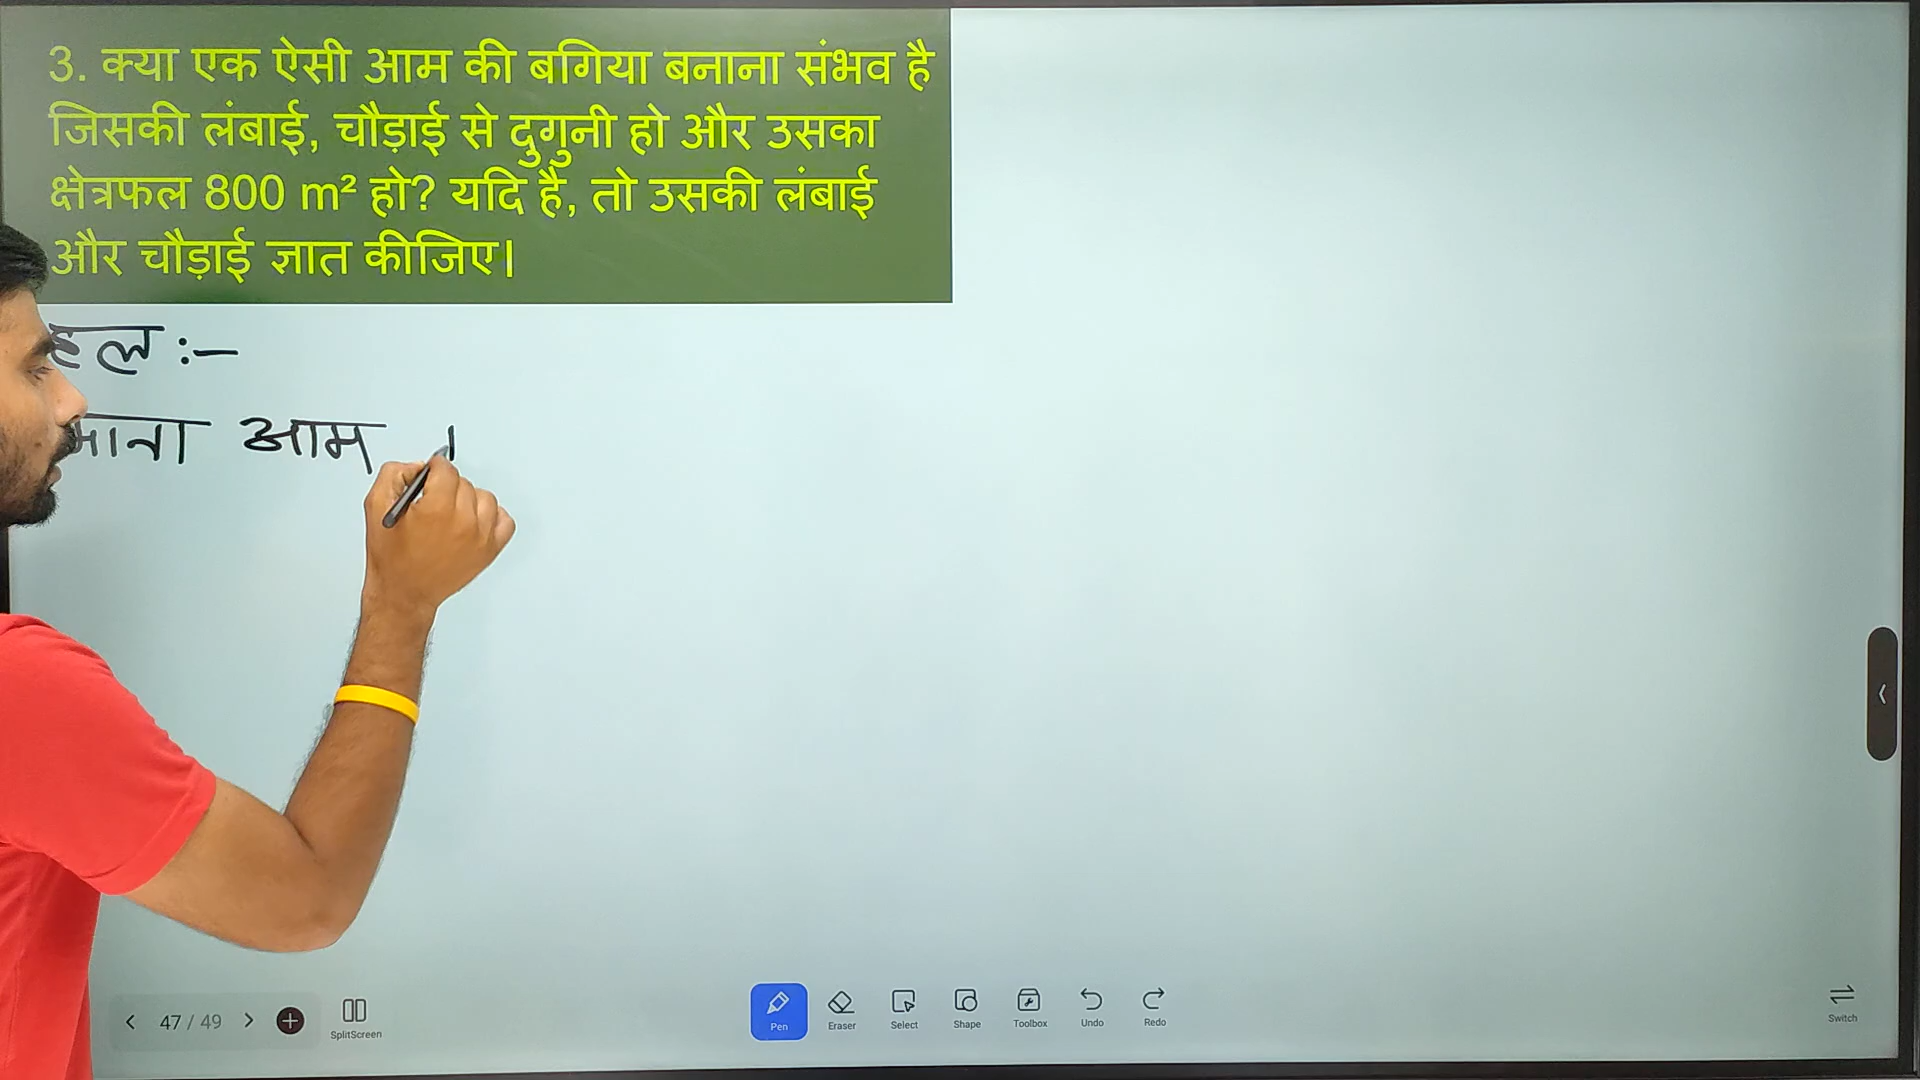 3. क्या एक ऐसी आम की बगिया बनाना संभव है
जिसकी लंबाई, चौड़ाई से दुगुनी हो और उसका
क्षेत्रफल 800 m² हो? यदि है, तो उसकी लंबाई
और चौड़ाई ज्ञात कीजिए।
हल :-
माना आम
47 / 49
SplitScreen
Pen
Eraser
Select
Shape
Toolbox
Undo
Redo
Switch